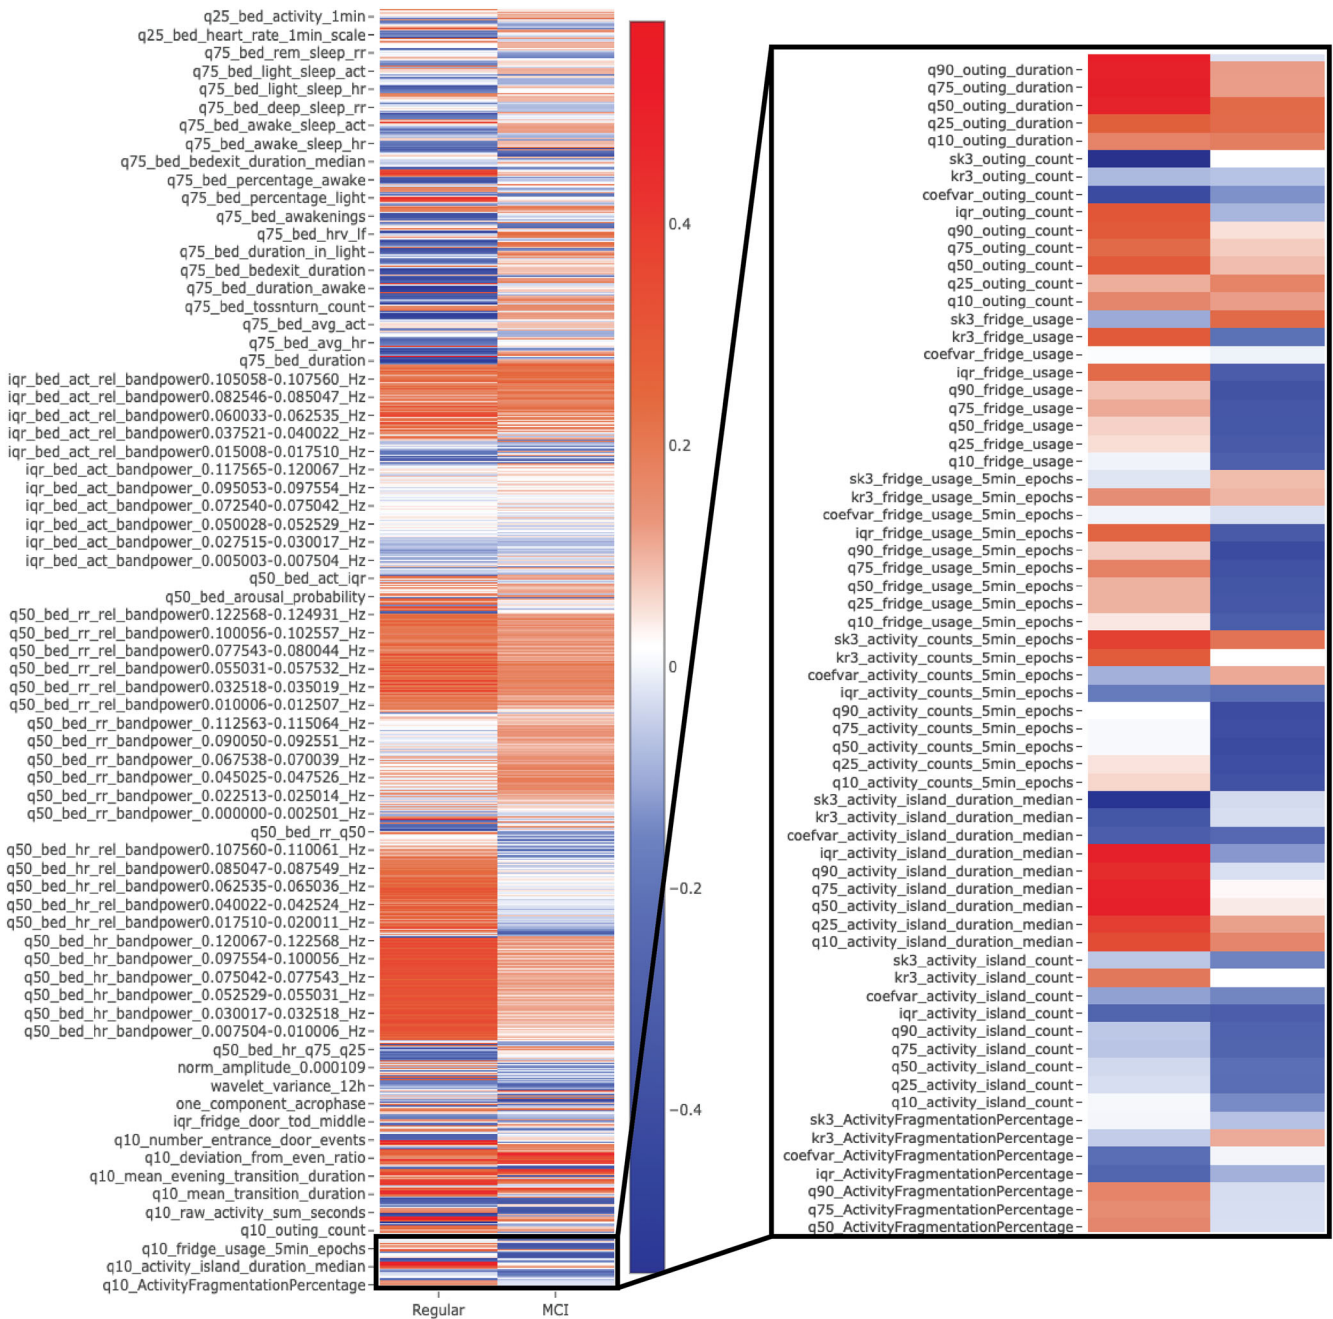 q25_bed_activity_1min
q25_bed_heart_rate_1min_scale
q75_bed_rem_sleep_rr
q75_bed_light_sleep_act
q75_bed_light_sleep_hr
q75_bed_deep_sleep_rr
q75_bed_awake_sleep_act
q75_bed_awake_sleep_hr
q75_bed_bedexit_duration_median
q75_bed_percentage_awake
q75_bed_percentage_light
q75_bed_awakenings
q75_bed_hrv_lf
q75_bed_duration_in_light
q75_bed_bedexit_duration
q75_bed_duration_awake
q75_bed_tossnturn_count
q75_bed_avg_act
q75_bed_avg_hr
q75_bed_duration
iqr_bed_act_rel_bandpower0.105058-0.107560_Hz
iqr_bed_act_rel_bandpower0.082546-0.085047_Hz
iqr_bed_act_rel_bandpower0.060033-0.062535_Hz
iqr_bed_act_rel_bandpower0.037521-0.040022_Hz
iqr_bed_act_rel_bandpower0.015008-0.017510_Hz
iqr_bed_act_bandpower_0.117565-0.120067_Hz
iqr_bed_act_bandpower_0.095053-0.097554_Hz
iqr_bed_act_bandpower_0.072540-0.075042_Hz
iqr_bed_act_bandpower_0.050028-0.052529_Hz
iqr_bed_act_bandpower_0.027515-0.030017_Hz
iqr_bed_act_bandpower_0.005003-0.007504_Hz
q50_bed_act_iqr
q50_bed_arousal_probability
q50_bed_rr_rel_bandpower0.122568-0.124931_Hz
q50_bed_rr_rel_bandpower0.100056-0.102557_Hz
q50_bed_rr_rel_bandpower0.077543-0.080044_Hz
q50_bed_rr_rel_bandpower0.055031-0.057532_Hz
q50_bed_rr_rel_bandpower0.032518-0.035019_Hz
q50_bed_rr_rel_bandpower0.010006-0.012507_Hz
q50_bed_rr_bandpower_0.112563-0.115064_Hz
q50_bed_rr_bandpower_0.090050-0.092551_Hz
q50_bed_rr_bandpower_0.067538-0.070039_Hz
q50_bed_rr_bandpower_0.045025-0.047526_Hz
q50_bed_rr_bandpower_0.022513-0.025014_Hz
q50_bed_rr_bandpower_0.000000-0.002501_Hz
q50_bed_rr_q50
q50_bed_hr_rel_bandpower0.107560-0.110061_Hz
q50_bed_hr_rel_bandpower0.085047-0.087549_Hz
q50_bed_hr_rel_bandpower0.062535-0.065036_Hz
q50_bed_hr_rel_bandpower0.040022-0.042524_Hz
q50_bed_hr_rel_bandpower0.017510-0.020011_Hz
q50_bed_hr_bandpower_0.120067-0.122568_Hz
q50_bed_hr_bandpower_0.097554-0.100056_Hz
q50_bed_hr_bandpower_0.075042-0.077543_Hz
q50_bed_hr_bandpower_0.052529-0.055031_Hz
q50_bed_hr_bandpower_0.030017-0.032518_Hz
q50_bed_hr_bandpower_0.007504-0.010006_Hz
q50_bed_hr_q75_q25
norm_amplitude_0.000109
wavelet_variance_12h
one_component_acrophase
iqr_fridge_door_tod_middle
q10_number_entrance_door_events
q10_deviation_from_even_ratio
q10_mean_evening_transition_duration
q10_mean_transition_duration
q10_raw_activity_sum_seconds
q10_outing_count
q10_fridge_usage_5min_epochs
q10_activity_island_duration_median
q10_ActivityFragmentationPercentage
Regular
MCI
0.4
0.2
0
−0.2
−0.4
q90_outing_duration
q75_outing_duration
q50_outing_duration
q25_outing_duration
q10_outing_duration
sk3_outing_count
kr3_outing_count
coefvar_outing_count
iqr_outing_count
q90_outing_count
q75_outing_count
q50_outing_count
q25_outing_count
q10_outing_count
sk3_fridge_usage
kr3_fridge_usage
coefvar_fridge_usage
iqr_fridge_usage
q90_fridge_usage
q75_fridge_usage
q50_fridge_usage
q25_fridge_usage
q10_fridge_usage
sk3_fridge_usage_5min_epochs
kr3_fridge_usage_5min_epochs
coefvar_fridge_usage_5min_epochs
iqr_fridge_usage_5min_epochs
q90_fridge_usage_5min_epochs
q75_fridge_usage_5min_epochs
q50_fridge_usage_5min_epochs
q25_fridge_usage_5min_epochs
q10_fridge_usage_5min_epochs
sk3_activity_counts_5min_epochs
kr3_activity_counts_5min_epochs
coefvar_activity_counts_5min_epochs
iqr_activity_counts_5min_epochs
q90_activity_counts_5min_epochs
q75_activity_counts_5min_epochs
q50_activity_counts_5min_epochs
q25_activity_counts_5min_epochs
q10_activity_counts_5min_epochs
sk3_activity_island_duration_median
kr3_activity_island_duration_median
coefvar_activity_island_duration_median
iqr_activity_island_duration_median
q90_activity_island_duration_median
q75_activity_island_duration_median
q50_activity_island_duration_median
q25_activity_island_duration_median
q10_activity_island_duration_median
sk3_activity_island_count
kr3_activity_island_count
coefvar_activity_island_count
iqr_activity_island_count
q90_activity_island_count
q75_activity_island_count
q50_activity_island_count
q25_activity_island_count
q10_activity_island_count
sk3_ActivityFragmentationPercentage
kr3_ActivityFragmentationPercentage
coefvar_ActivityFragmentationPercentage
iqr_ActivityFragmentationPercentage
q90_ActivityFragmentationPercentage
q75_ActivityFragmentationPercentage
q50_ActivityFragmentationPercentage